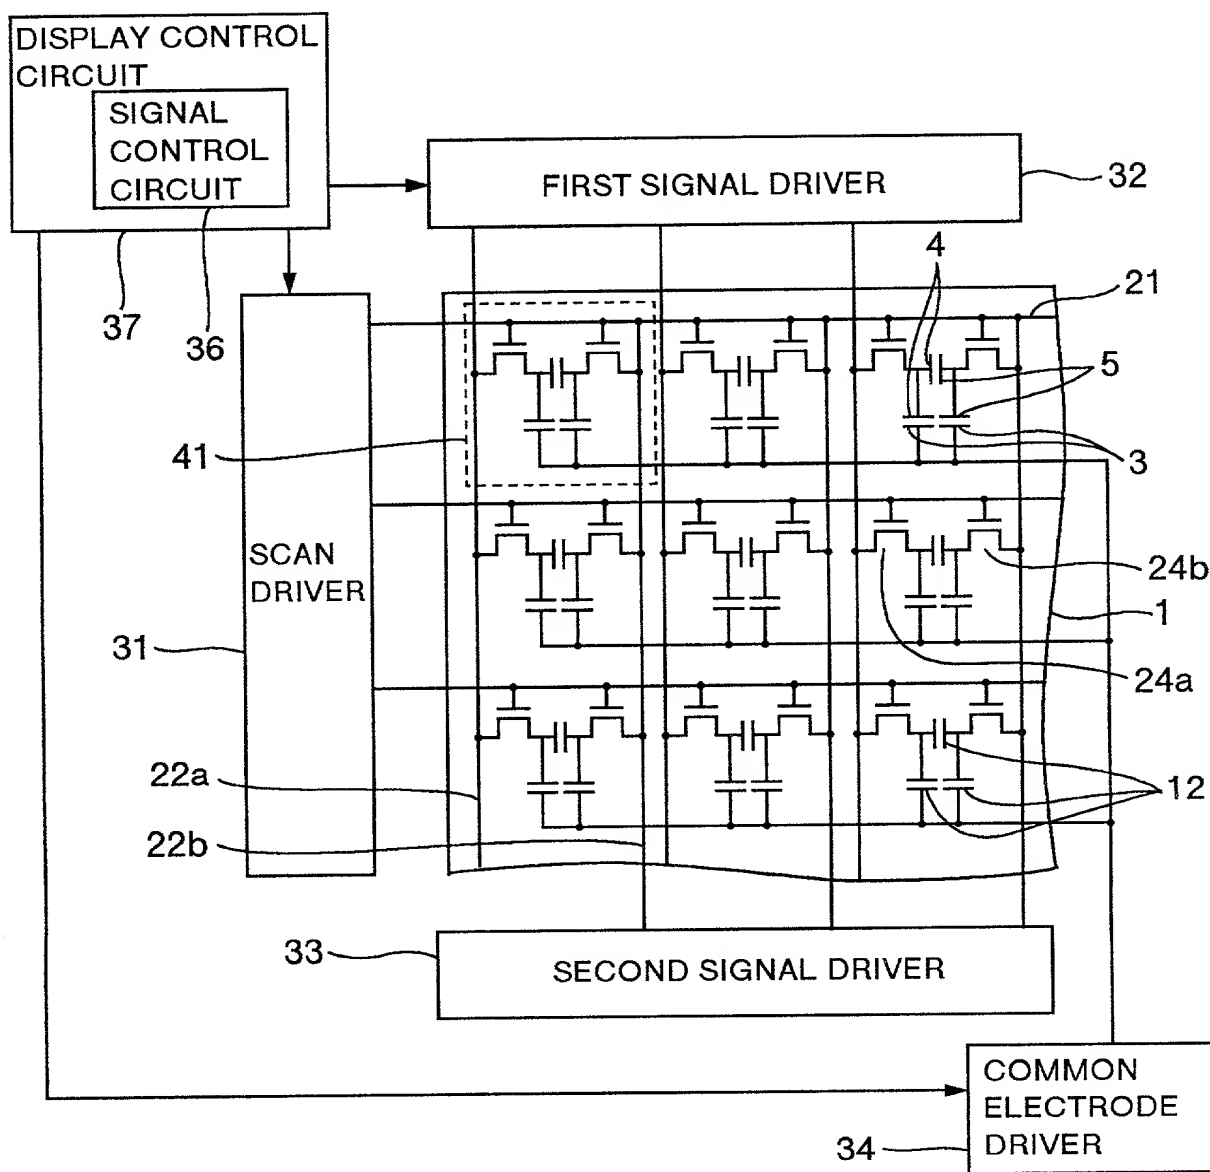 DISPLAY CONTROL
CIRCUIT
SIGNAL
CONTROL
CIRCUIT
FIRST SIGNAL DRIVER
32
4
21
37
36
5
41
3
SCAN
DRIVER
24b
1
31
24a
22a
12
22b
33
SECOND SIGNAL DRIVER
COMMON
ELECTRODE
DRIVER
34